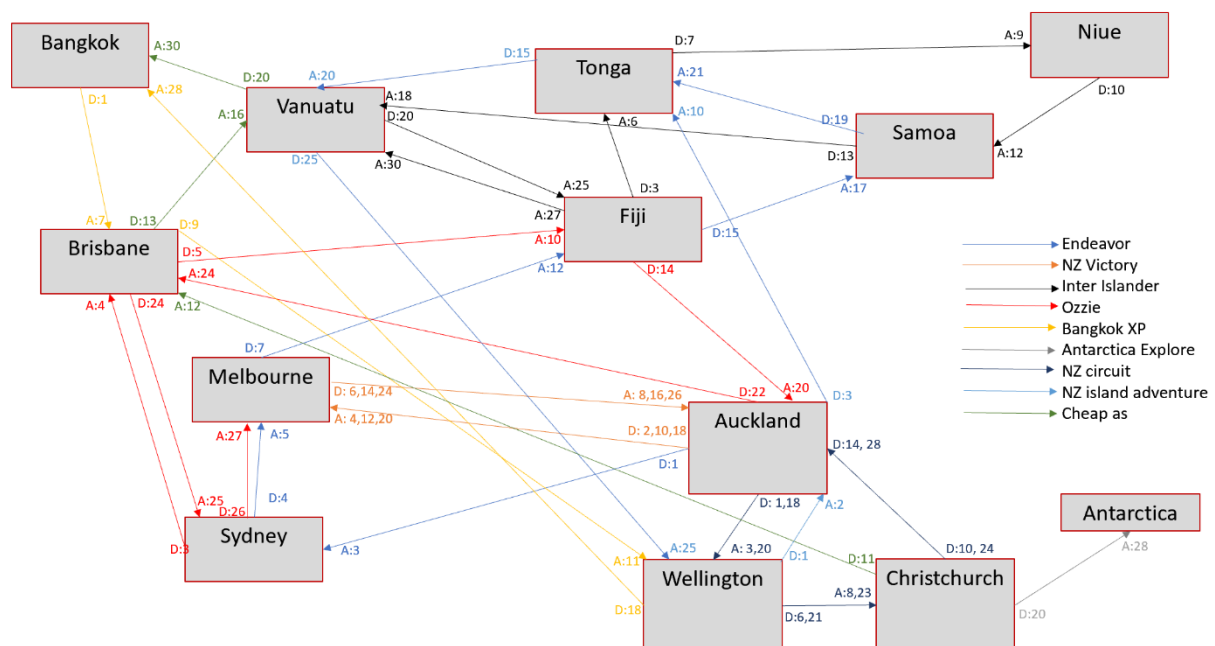 D:7
A:9
Niue
Bangkok
A:30
D:15
Tonga
D:20
A:20
A:21
D:10
D:1
A:28
Vanuatu
A:18
A:10
D:20
A:16
A:6
D:19
Samoa
D:13
A:12
D:25
A:30
A:25
D:3
A:17
A:27
Fiji
A:7
D:13
D:9
D:15
Brisbane
D:5
A:10
Endeavor
A:24
A:12
D:14
NZ Victory
A:4
D:24
A:12
Inter Islander
Ozzie
Bangkok XP
Antarctica Explore
NZ circuit
NZ island adventure
Cheap as
D:7
Melbourne
D: 6,14,24
A: 8,16,26
D:22
A:20
D:3
A: 4,12,20
D: 2,10,18
Auckland
A:27
A:5
D:14, 28
D:1
A:25
D:4
D: 1,18
A:2
D:26
Sydney
Antarctica
D:3
A:3
A:11
A:25
A: 3,20
D:1
D:11
D:10, 24
A:28
Wellington
Christchurch
A:8,23
D:18
D:6,21
D:20